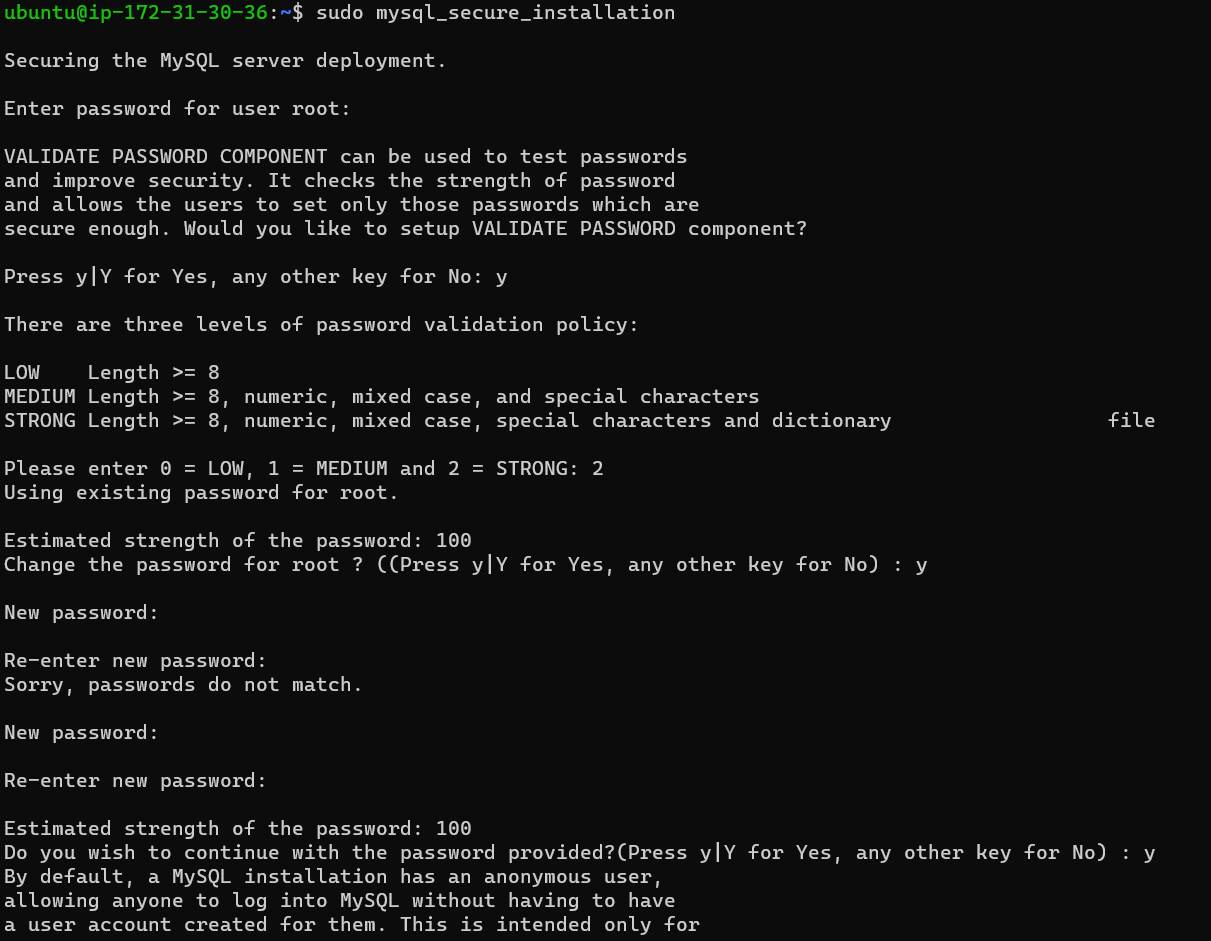 ubuntu@ip-172-31-30-36:~$ sudo mysql_secure_installation
Securing the MySQL server deployment.
Enter password for user root:
VALIDATE PASSWORD COMPONENT can be used to test passwords
and improve security. It checks the strength of password
and allows the users to set only those passwords which are
secure enough. Would you like to setup VALIDATE PASSWORD component?
Press y|Y for Yes, any other key for No: y
There are three levels of password validation policy:
LOW    Length >= 8
MEDIUM Length >= 8, numeric, mixed case, and special characters
STRONG Length >= 8, numeric, mixed case, special characters and dictionary                  file
Please enter 0 = LOW, 1 = MEDIUM and 2 = STRONG: 2
Using existing password for root.
Estimated strength of the password: 100
Change the password for root ? ((Press y|Y for Yes, any other key for No) : y
New password:
Re-enter new password:
Sorry, passwords do not match.
New password:
Re-enter new password:
Estimated strength of the password: 100
Do you wish to continue with the password provided?(Press y|Y for Yes, any other key for No) : y
By default, a MySQL installation has an anonymous user,
allowing anyone to log into MySQL without having to have
a user account created for them. This is intended only for